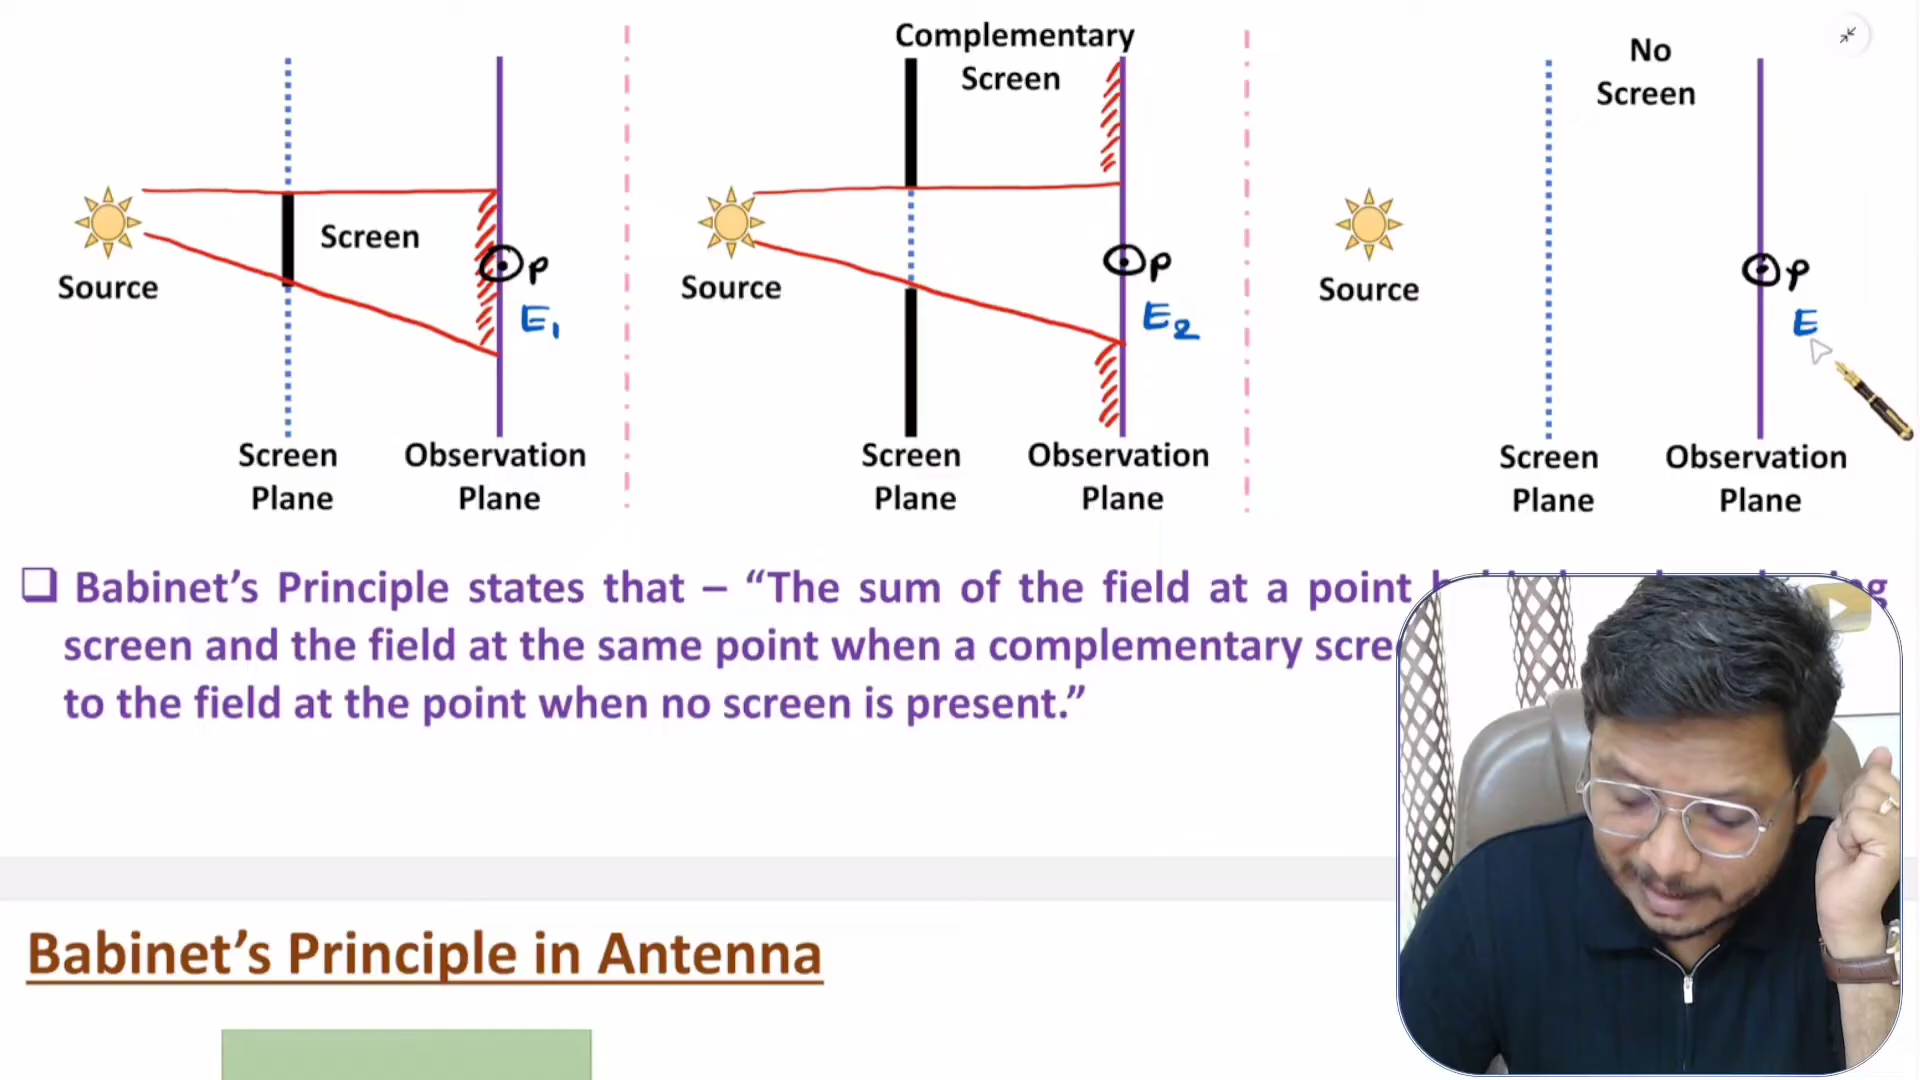 Complementary
Screen
No
Screen
Screen
Source
P
E1
Source
P
E2
Source
P
E
Screen
Plane
Observation
Plane
Screen
Plane
Observation
Plane
Screen
Plane
Observation
Plane
Babinet’s Principle states that – “The sum of the field at a point
screen and the field at the same point when a complementary
to the field at the point when no screen is present.”
Babinet’s Principle in Antenna